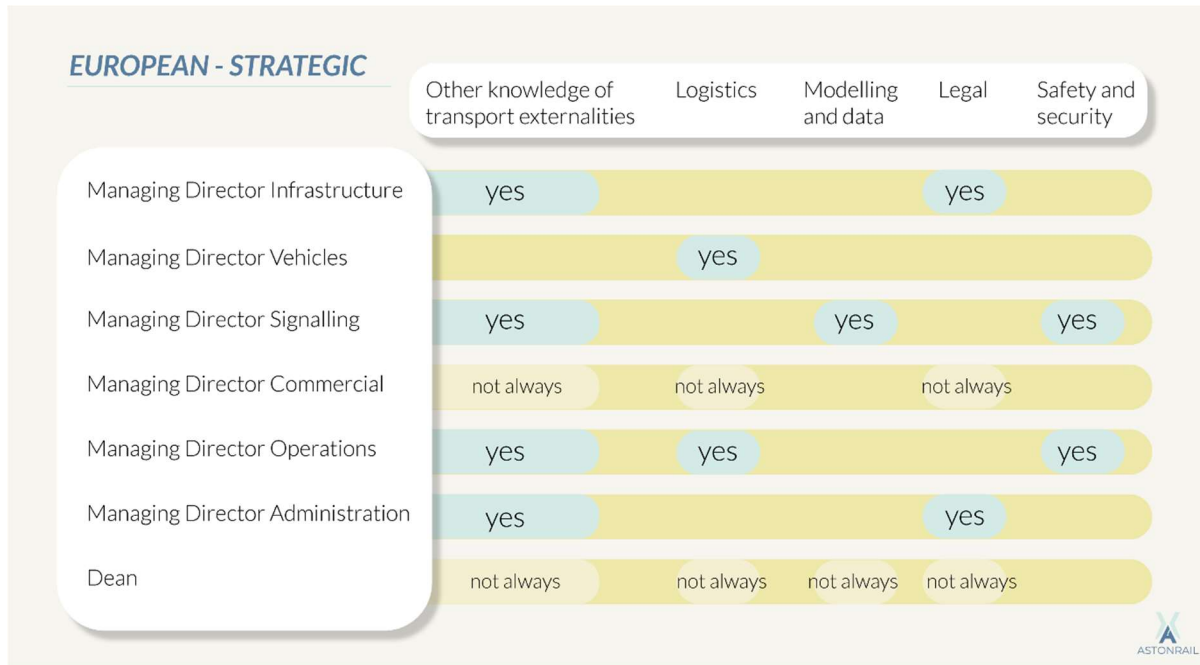 EUROPEAN - STRATEGIC
Other knowledge of
transport externalities
Logistics
Modelling
and data
Legal
Safety and
security
Managing Director Infrastructure yes yes
Managing Director Vehicles yes
Managing Director Signalling yes yes yes
Managing Director Commercial not always not always not always
Managing Director Operations yes yes yes
Managing Director Administration yes yes
Dean not always not always not always not always
ASTONRAIL